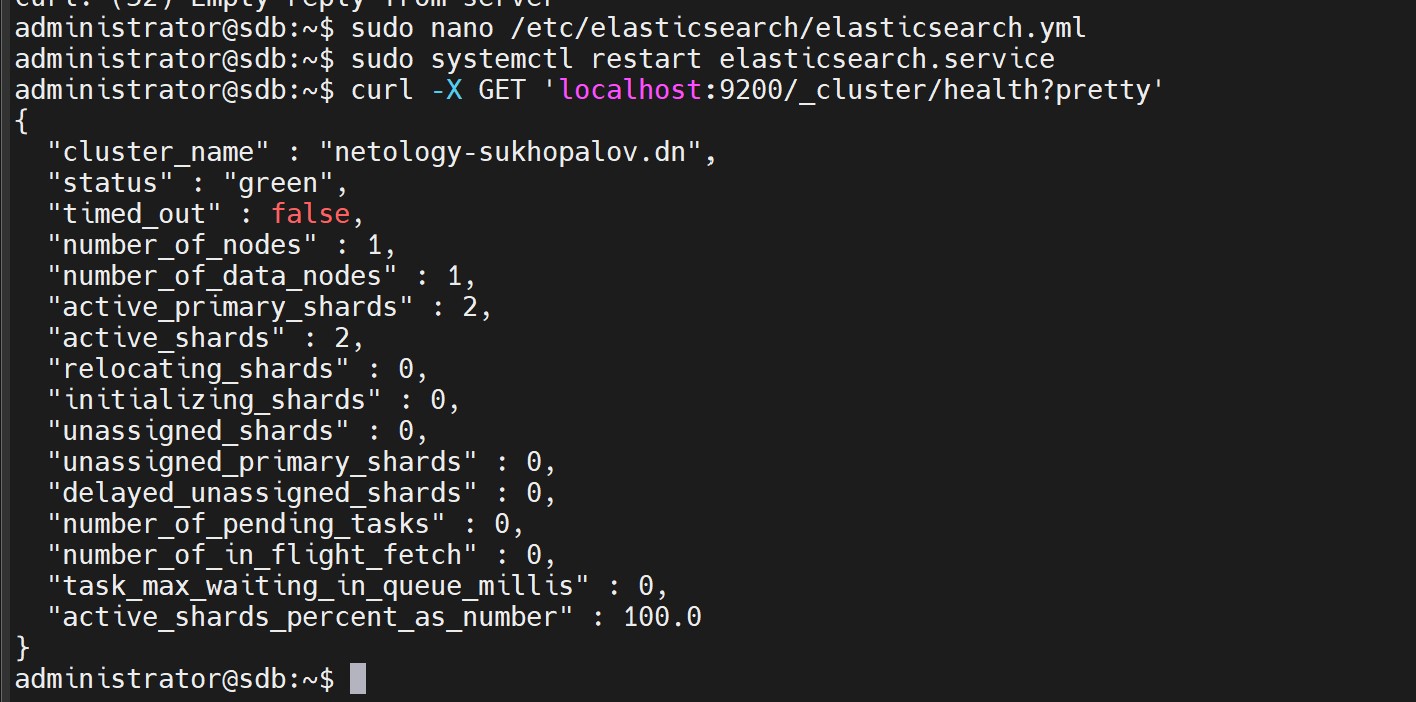 curl: (52) Empty reply from server
administrator@sdb:~$ sudo nano /etc/elasticsearch/elasticsearch.yml
administrator@sdb:~$ sudo systemctl restart elasticsearch.service
administrator@sdb:~$ curl -X GET 'localhost:9200/_cluster/health?pretty'
{
  "cluster_name" : "netology-sukhopalov.dn",
  "status" : "green",
  "timed_out" : false,
  "number_of_nodes" : 1,
  "number_of_data_nodes" : 1,
  "active_primary_shards" : 2,
  "active_shards" : 2,
  "relocating_shards" : 0,
  "initializing_shards" : 0,
  "unassigned_shards" : 0,
  "unassigned_primary_shards" : 0,
  "delayed_unassigned_shards" : 0,
  "number_of_pending_tasks" : 0,
  "number_of_in_flight_fetch" : 0,
  "task_max_waiting_in_queue_millis" : 0,
  "active_shards_percent_as_number" : 100.0
}
administrator@sdb:~$